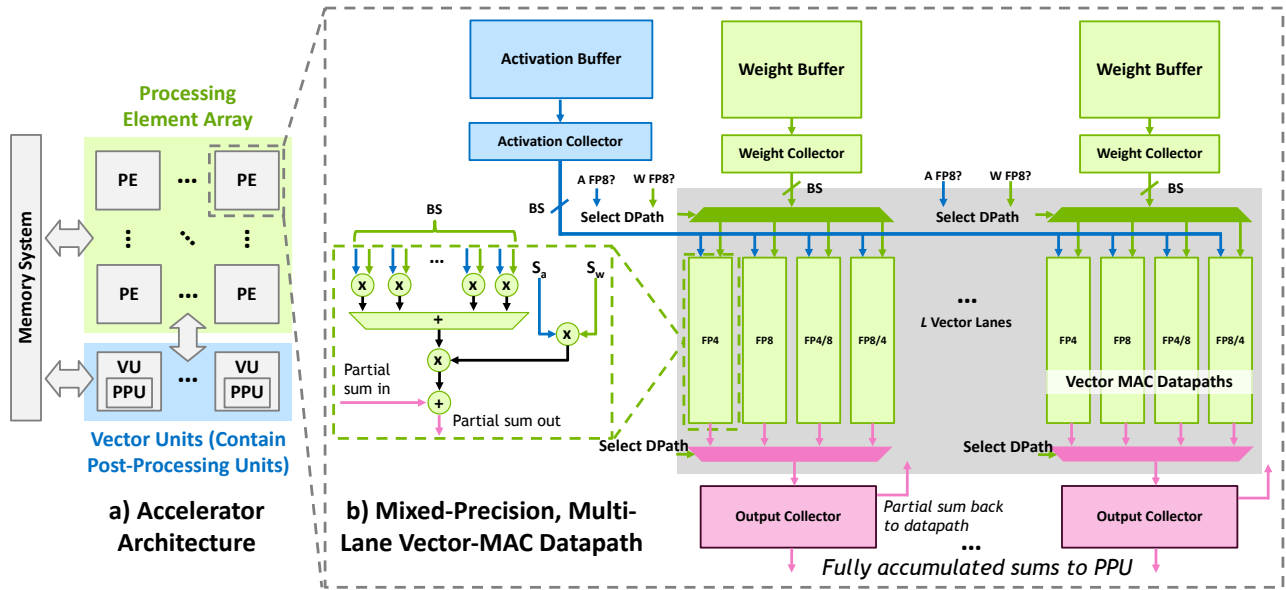 Processing
Element Array
Memory System
PE
...
PE
PE
...
PE
VU
PPU
...
VU
PPU
Vector Units (Contain
Post-Processing Units)
a) Accelerator
Architecture
Activation Buffer
Activation Collector
Weight Buffer
Weight Collector
Weight Buffer
Weight Collector
BS
A FP8?
W FP8?
Select DPath
BS
A FP8?
W FP8?
Select DPath
BS
BS
...
S_a
S_w
x
x
x
x
+
x
x
+
Partial
sum in
Partial sum out
FP4
FP8
FP4/8
FP8/4
...
L Vector Lanes
FP4
FP8
FP4/8
FP8/4
Vector MAC Datapaths
Select DPath
Select DPath
Output Collector
Partial sum back
to datapath
...
Output Collector
Fully accumulated sums to PPU
b) Mixed-Precision, Multi-
Lane Vector-MAC Datapath